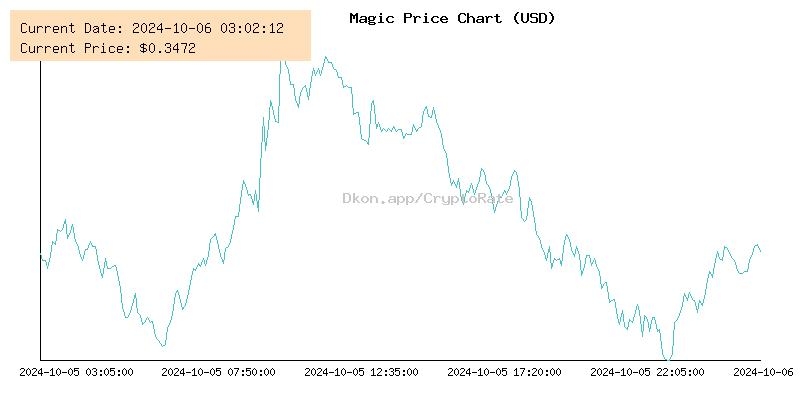 Magic Price Chart (USD)
Current Date: 2024-10-06 03:02:12
Current Price: $0.3472
Dkon.app/CryptoRate
2024-10-05 03:05:00 2024-10-05 07:50:00 2024-10-05 12:35:00 2024-10-05 17:20:00 2024-10-05 22:05:00 2024-10-06